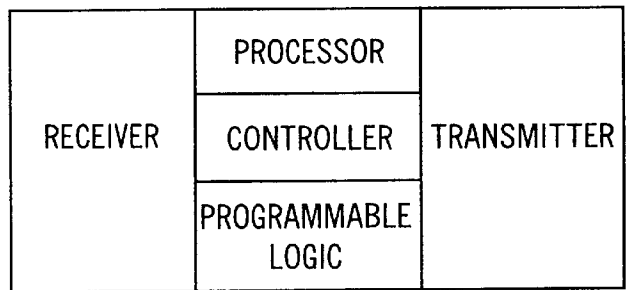 RECEIVER
PROCESSOR
CONTROLLER
PROGRAMMABLE
LOGIC
TRANSMITTER